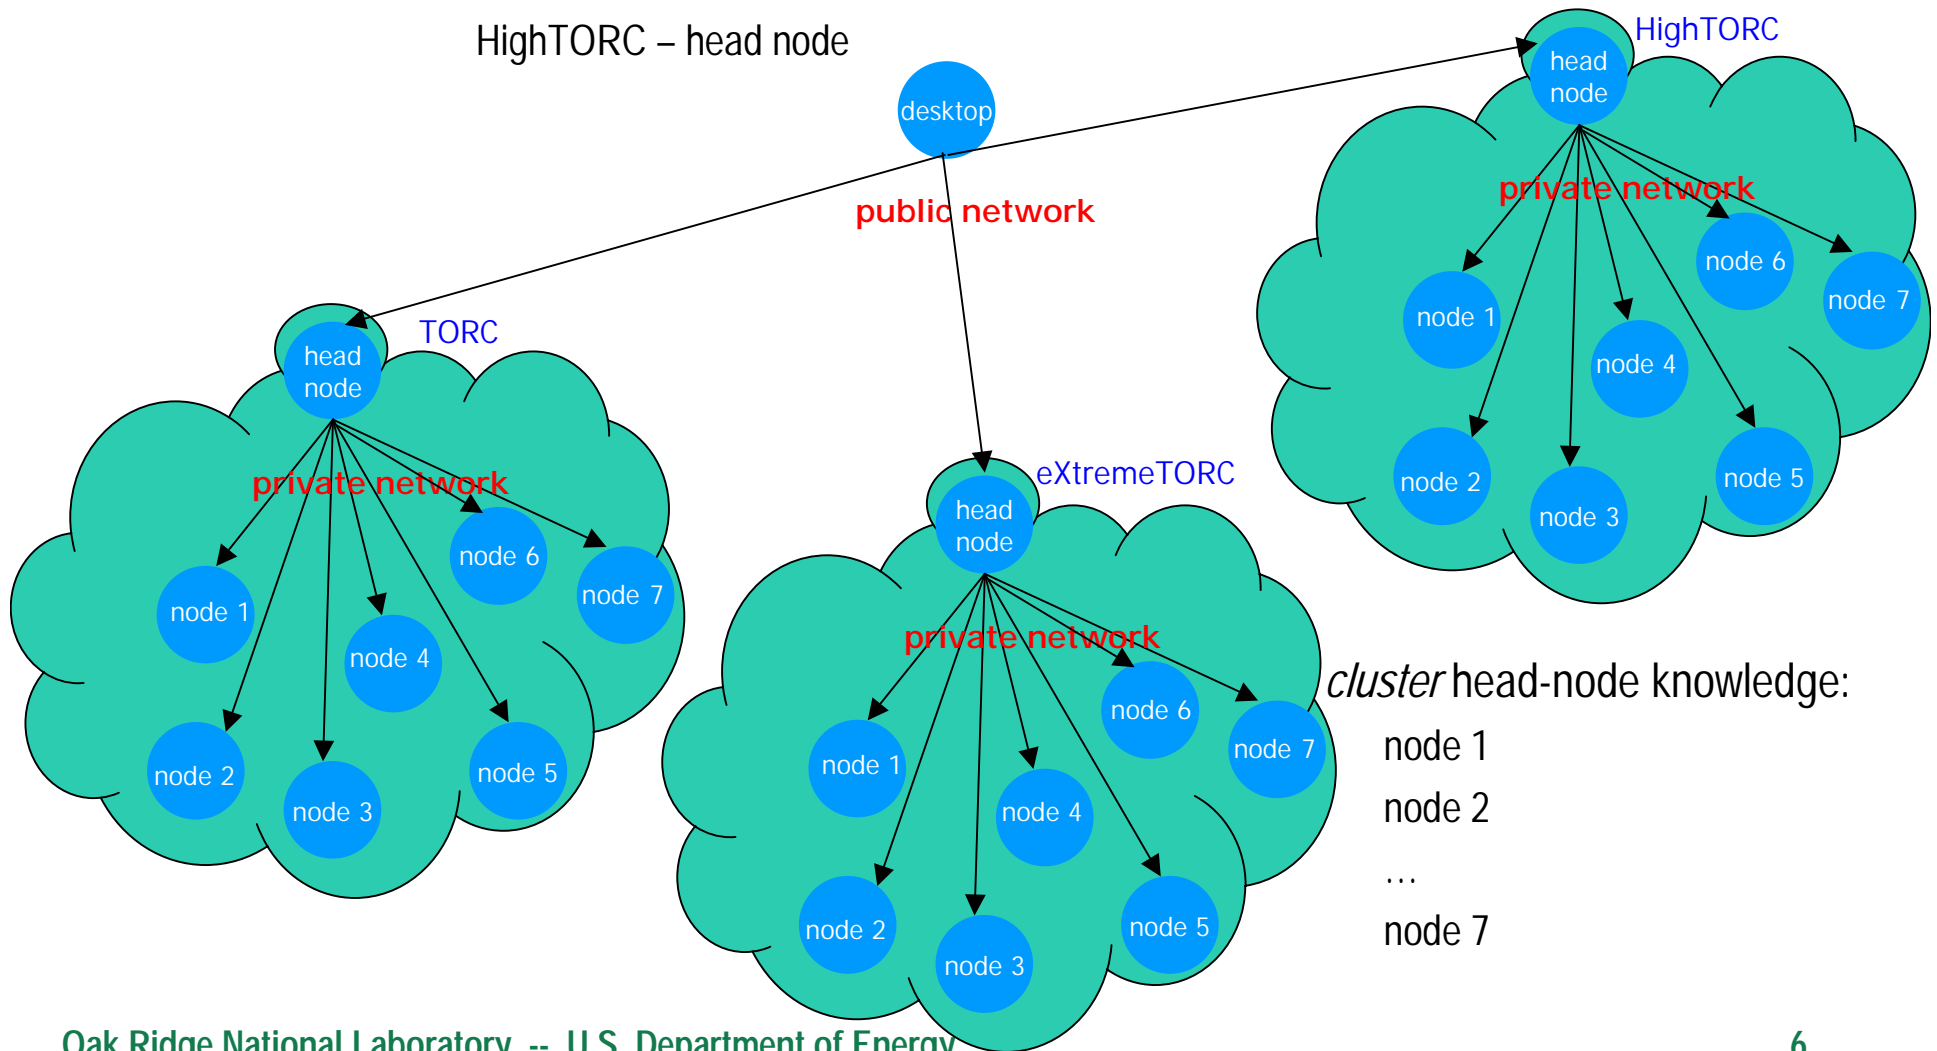 HighTORC – head node
desktop
public network
HighTORC
head
node
private network
node 6
node 7
node 1
node 4
node 2
node 5
node 3
TORC
head
node
private network
node 6
node 7
node 1
node 4
node 2
node 5
node 3
eXtremeTORC
head
node
private network
node 6
node 7
node 1
node 4
node 2
node 5
node 3
cluster head-node knowledge:
node 1
node 2
…
node 7
Oak Ridge National Laboratory -- U.S. Department of Energy
6